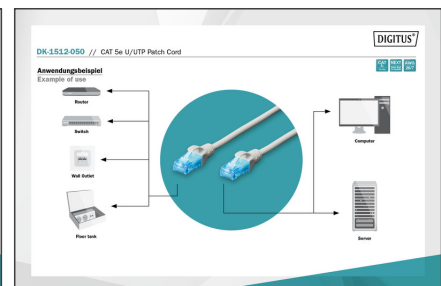 DIGITUS®
DK-1512-050 // CAT 5e U/UTP Patch Cord
Anwendungsbeispiel
Example of use
Router
Switch
Wall Outlet
Floor tank
Computer
Server